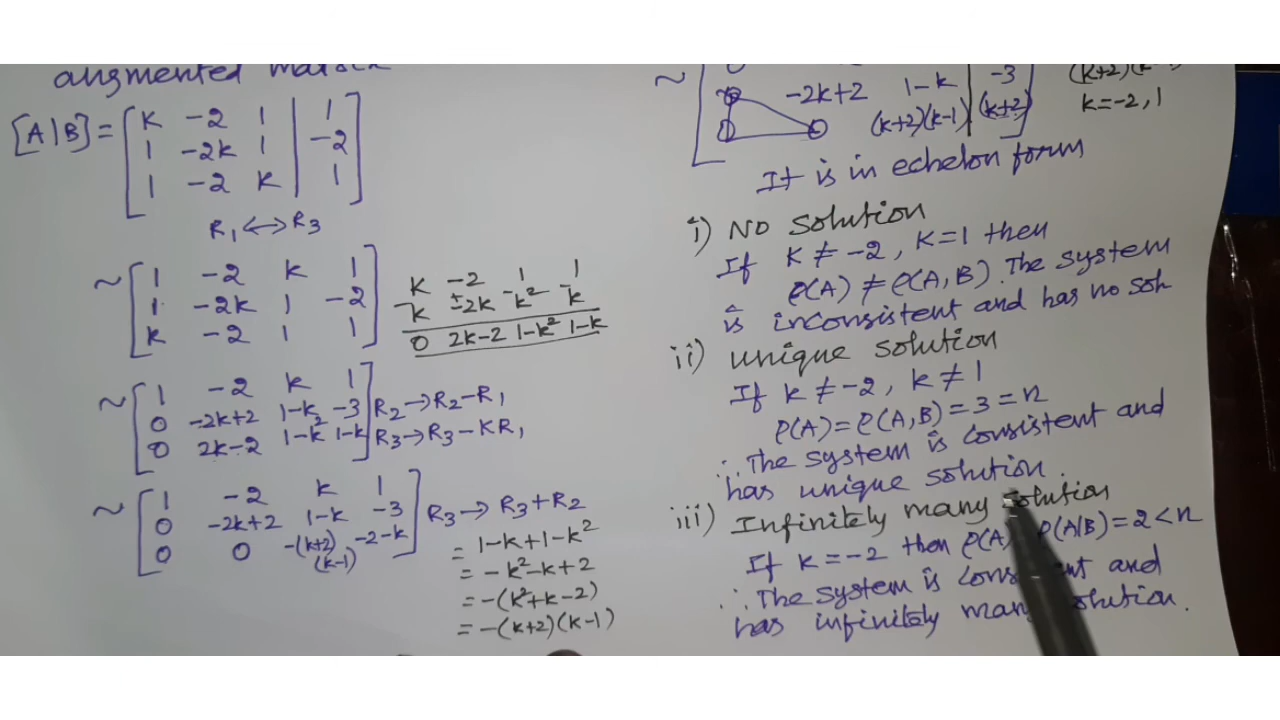 augmented matrix
[A|B] = [ k -2 1 | 1
1 -2k 1 | -2
1 -2 k | 1 ]
R₁ ↔ R₃
~ [ 1 -2 k 1
1 -2k 1 -2
k -2 1 1 ]
k -2 1 1
-k ±2k -k² -k
0 2k-2 1-k² 1-k
~ [ 1 -2 k 1
0 -2k+2 1-k -3 ] R₂→R₂-R₁
0 2k-2 1-k² 1-k R₃→R₃-KR₁
~ [ 1 -2 k 1
0 -2k+2 1-k -3 ] R₃→ R₃+R₂
0 0 -(k+2)(k-1) -2-k
= 1-k+1-k²
= -k²-k+2
= -(k²+k-2)
= -(k+2)(k-1)
~ [ 0 -2k+2 1-k | -3
0 0 (k+2)(k-1) | (k+2) ]
k=-2, 1
It is in echelon form
i) No solution
If k ≠ -2, k=1 then
ρ(A) ≠ ρ(A,B). The system
is inconsistent and has no soln
ii) unique solution
If k ≠ -2, k ≠ 1
ρ(A) = ρ(A,B) = 3 = n
∴ The system is consistent and
has unique solution.
iii) Infinitely many solution
If k = -2 then ρ(A) ρ(A|B) = 2 < n
∴ The system is and
has infinitely many solution.